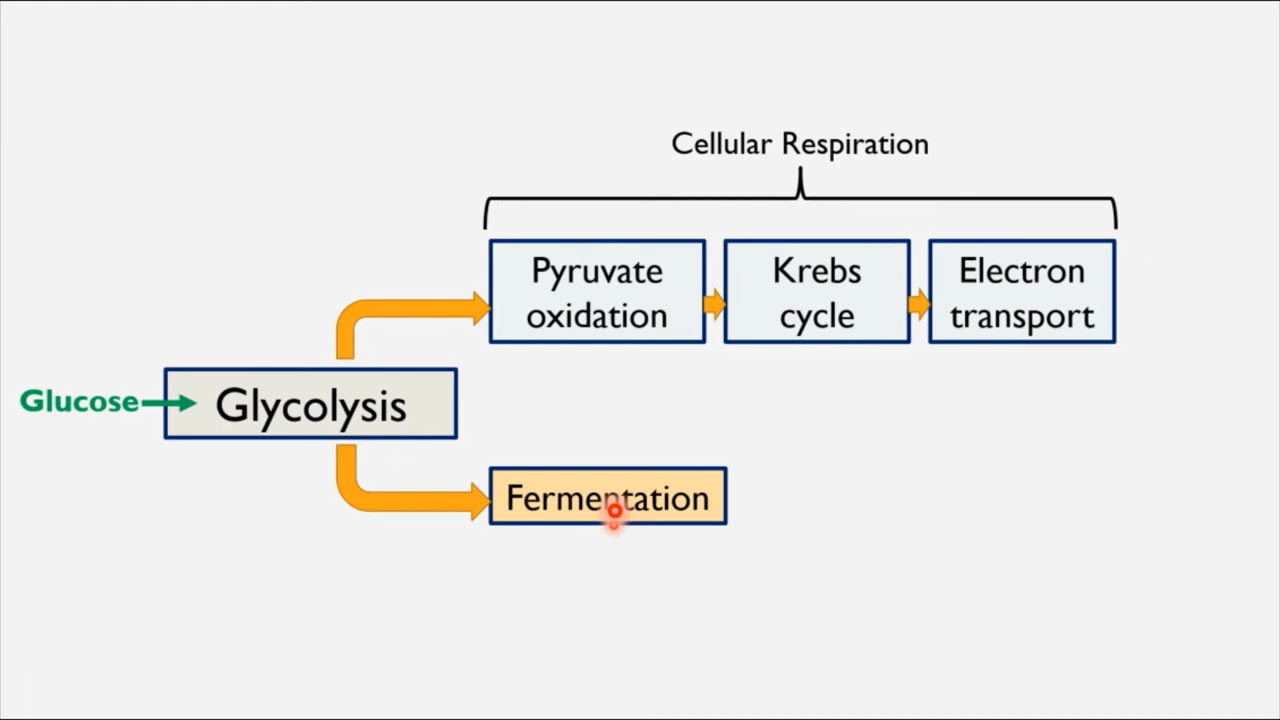 Cellular Respiration
Pyruvate
oxidation
Krebs
cycle
Electron
transport
Glucose
Glycolysis
Fermentation